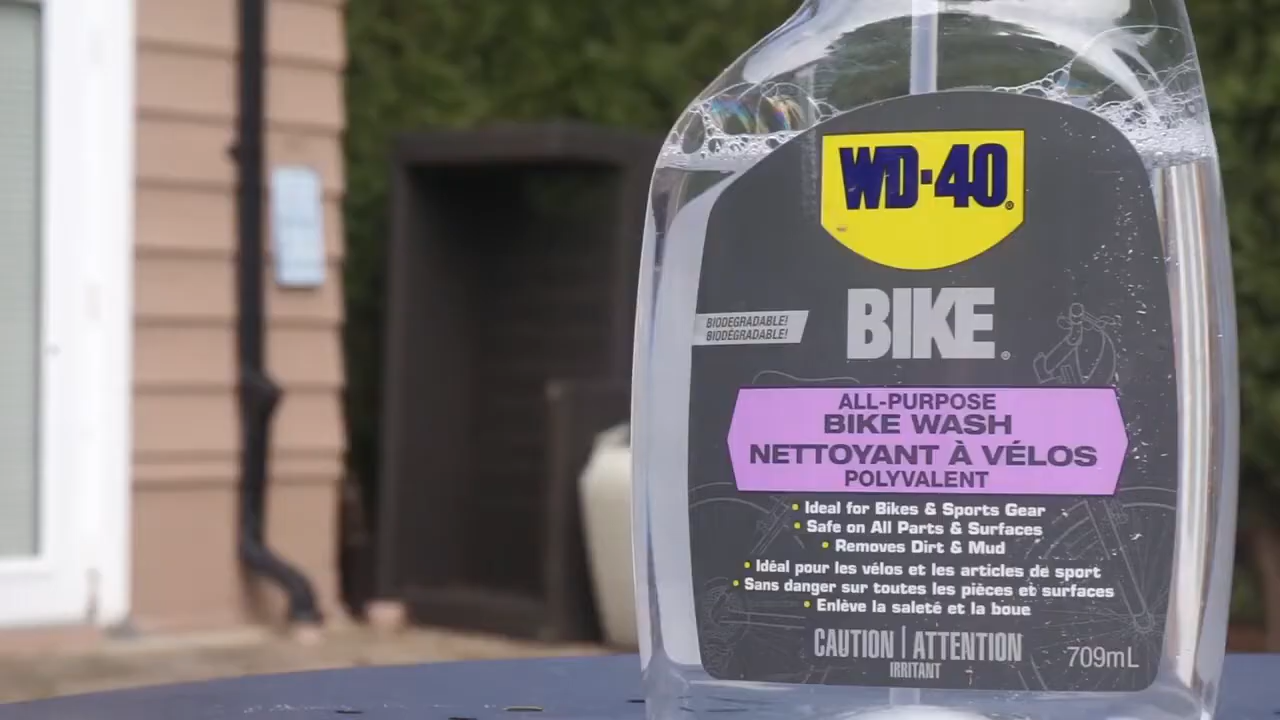 WD-40®
BIKE®
BIODEGRADABLE!
BIODÉGRADABLE!
ALL-PURPOSE
BIKE WASH
NETTOYANT À VÉLOS
POLYVALENT
• Ideal for Bikes & Sports Gear
• Safe on All Parts & Surfaces
• Removes Dirt & Mud
• Idéal pour les vélos et les articles de sport
• Sans danger sur toutes les pièces et surfaces
• Enlève la saleté et la boue
CAUTION | ATTENTION
IRRITANT
709mL